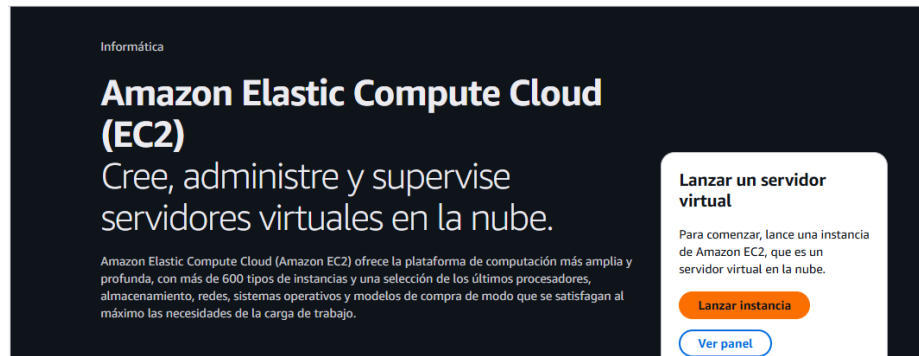 Informática
Amazon Elastic Compute Cloud
(EC2)
Cree, administre y supervise
servidores virtuales en la nube.
Amazon Elastic Compute Cloud (Amazon EC2) ofrece la plataforma de computación más amplia y
profunda, con más de 600 tipos de instancias y una selección de los últimos procesadores,
almacenamiento, redes, sistemas operativos y modelos de compra de modo que se satisfagan al
máximo las necesidades de la carga de trabajo.
Lanzar un servidor
virtual
Para comenzar, lance una instancia
de Amazon EC2, que es un
servidor virtual en la nube.
Lanzar instancia
Ver panel